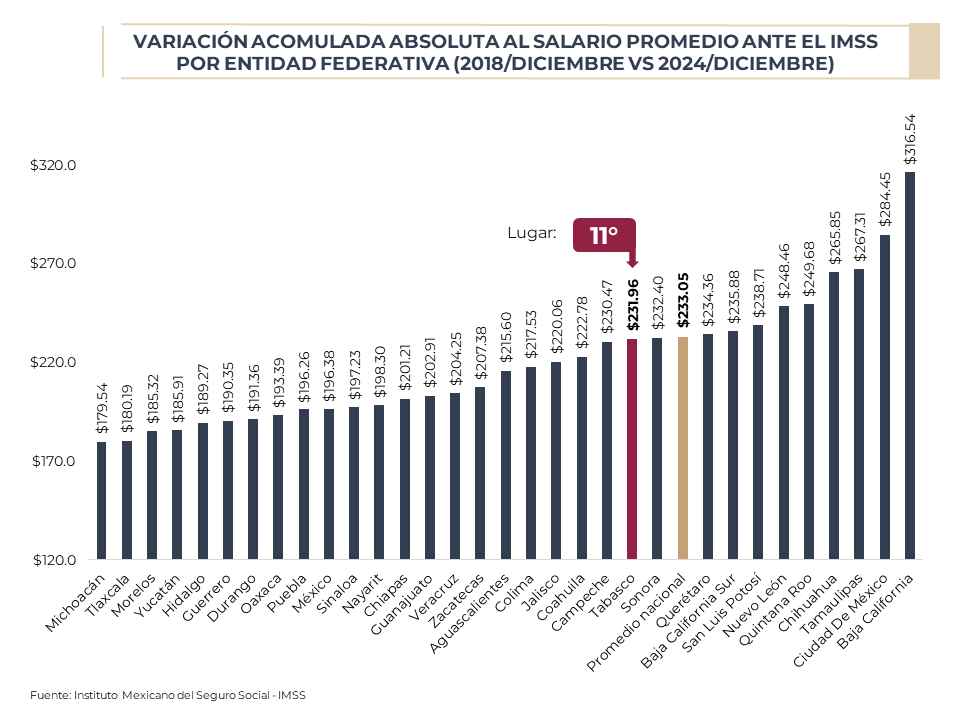 VARIACIÓN ACOMULADA ABSOLUTA AL SALARIO PROMEDIO ANTE EL IMSS
POR ENTIDAD FEDERATIVA (2018/DICIEMBRE VS 2024/DICIEMBRE)
$320.0
$270.0
$220.0
$170.0
$120.0
Lugar:
11°
$179.54
$180.19
$185.32
$185.91
$189.27
$190.35
$191.36
$193.39
$196.26
$196.38
$197.23
$198.30
$201.21
$202.91
$204.25
$207.38
$215.60
$217.53
$220.06
$222.78
$230.47
$231.96
$232.40
$233.05
$234.36
$235.88
$238.71
$248.46
$249.68
$265.85
$267.31
$284.45
$316.54
Michoacán
Tlaxcala
Morelos
Yucatán
Hidalgo
Guerrero
Durango
Oaxaca
Puebla
México
Sinaloa
Nayarit
Chiapas
Guanajuato
Veracruz
Zacatecas
Aguascalientes
Colima
Jalisco
Coahuila
Campeche
Tabasco
Sonora
Promedio nacional
Querétaro
Baja California Sur
San Luis Potosí
Nuevo León
Quintana Roo
Chihuahua
Tamaulipas
Ciudad De México
Baja California
Fuente: Instituto Mexicano del Seguro Social - IMSS